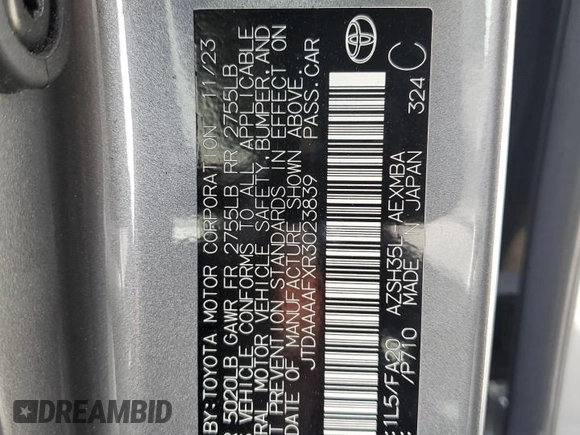 BY: TOYOTA MOTOR CORPORATION 11/23
5020LB GAWR FR 2755LB RR 2755LB
VEHICLE CONFORMS TO ALL APPLICABLE
MOTOR VEHICLE SAFETY, BUMPER, AND
PREVENTION STANDARDS IN EFFECT ON
DATE OF MANUFACTURE SHOWN ABOVE.
JTDAAAAFXR3023839 PASS. CAR
1L5/FA20 AZSH35L-AEXMBA
/P710 MADE IN JAPAN 324 C
DREAMBID